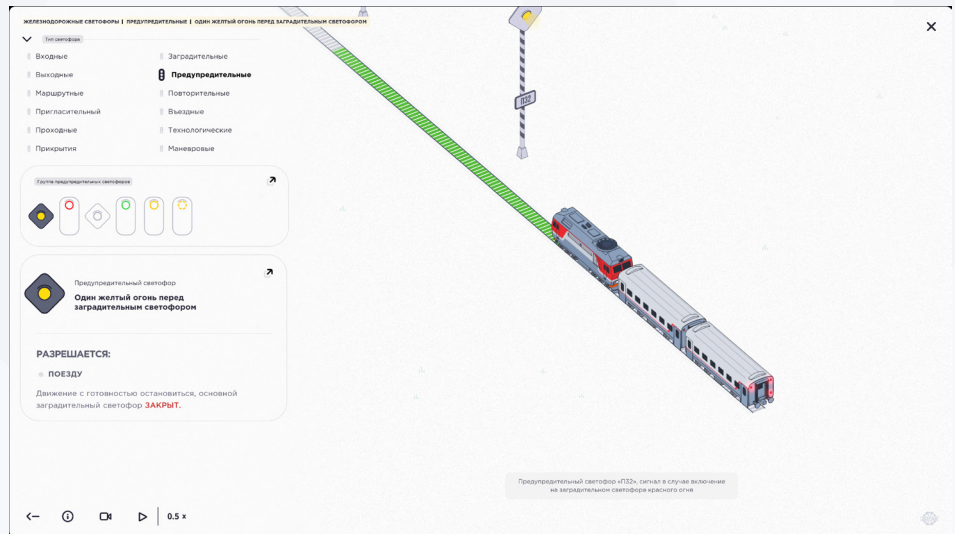 ЖЕЛЕЗНОДОРОЖНЫЕ СВЕТОФОРЫ | ПРЕДУПРЕДИТЕЛЬНЫЕ | ОДИН ЖЕЛТЫЙ ОГОНЬ ПЕРЕД ЗАГРАДИТЕЛЬНЫМ СВЕТОФОРОМ
Тип светофора
Входные
Заградительные
Выходные
Предупредительные
Маршрутные
Повторительные
Пригласительный
Въездные
Проходные
Технологические
Прикрытия
Маневровые
Группа предупредительных светофоров
Предупредительный светофор
Один желтый огонь перед
заградительным светофором
РАЗРЕШАЕТСЯ:
ПОЕЗДУ
Движение с готовностью остановиться, основной
заградительный светофор ЗАКРЫТ.
П32
Предупредительный светофор «П32», сигнал в случае включение
на заградительном светофоре красного огня
0.5 x